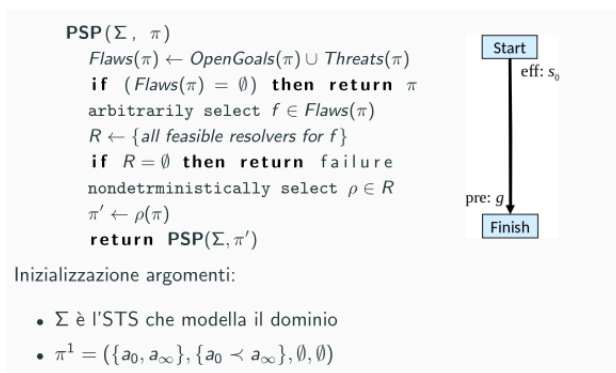 PSP(Σ, π)
Flaws(π) ← OpenGoals(π) ∪ Threats(π)
if (Flaws(π) = ∅) then return π
arbitrarily select f ∈ Flaws(π)
R ← {all feasible resolvers for f}
if R = ∅ then return failure
nondetrministically select ρ ∈ R
π′ ← ρ(π)
return PSP(Σ, π′)
Start
eff: s₀
pre: g
Finish
Inizializzazione argomenti:
• Σ è l'STS che modella il dominio
• π¹ = ({a₀, a∞}, {a₀ ≺ a∞}, ∅, ∅)